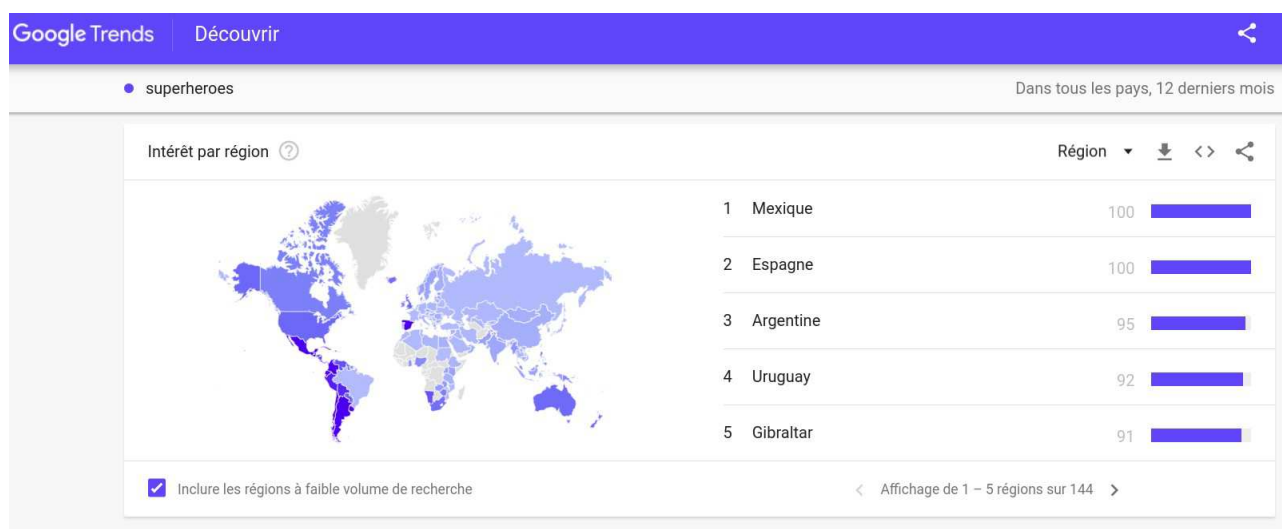 Google Trends Découvrir
superheroes Dans tous les pays, 12 derniers mois
Intérêt par région ? Région
1 Mexique 100
2 Espagne 100
3 Argentine 95
4 Uruguay 92
5 Gibraltar 91
Inclure les régions à faible volume de recherche Affichage de 1 – 5 régions sur 144